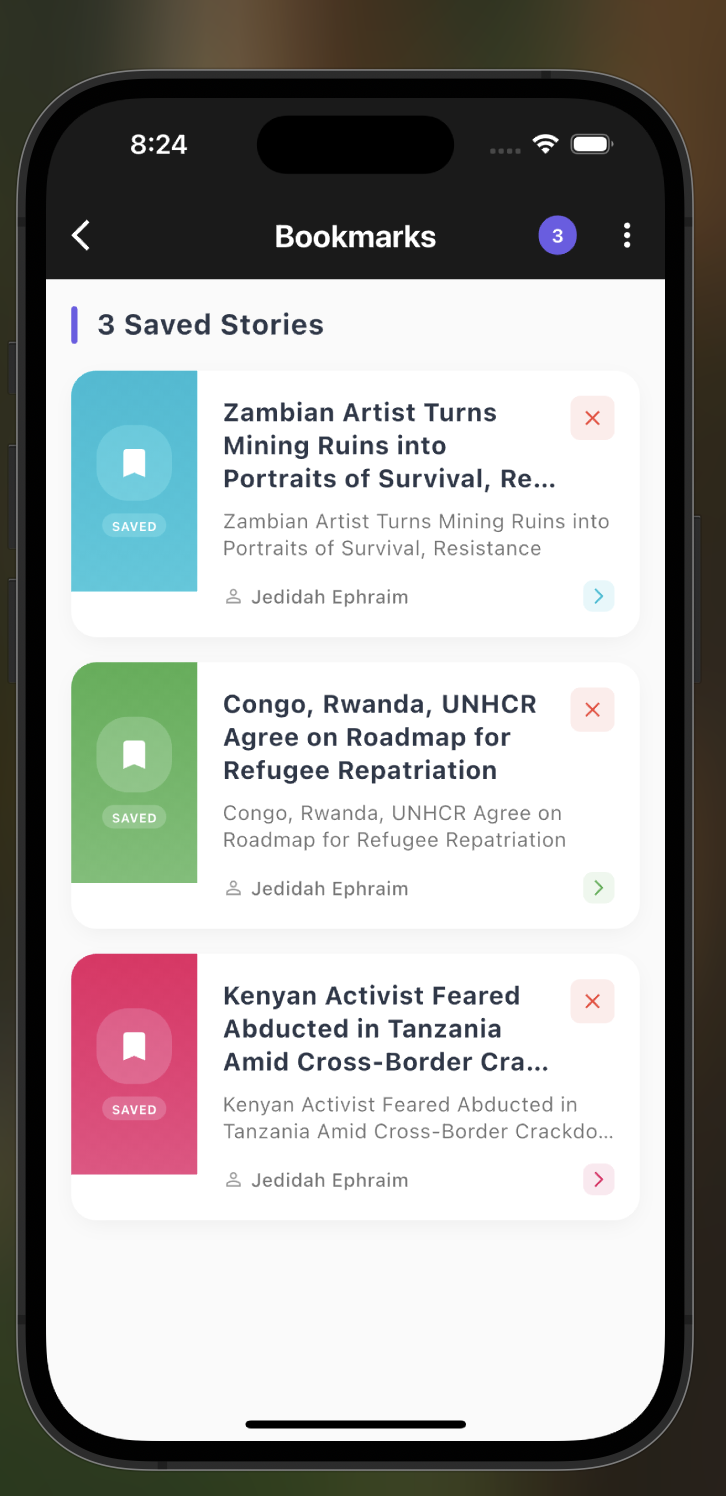 8:24
Bookmarks
3
3 Saved Stories
Zambian Artist Turns
Mining Ruins into
Portraits of Survival, Re...
SAVED
Zambian Artist Turns Mining Ruins into
Portraits of Survival, Resistance
Jedidah Ephraim
Congo, Rwanda, UNHCR
Agree on Roadmap for
Refugee Repatriation
SAVED
Congo, Rwanda, UNHCR Agree on
Roadmap for Refugee Repatriation
Jedidah Ephraim
Kenyan Activist Feared
Abducted in Tanzania
Amid Cross-Border Cra...
SAVED
Kenyan Activist Feared Abducted in
Tanzania Amid Cross-Border Crackdo...
Jedidah Ephraim